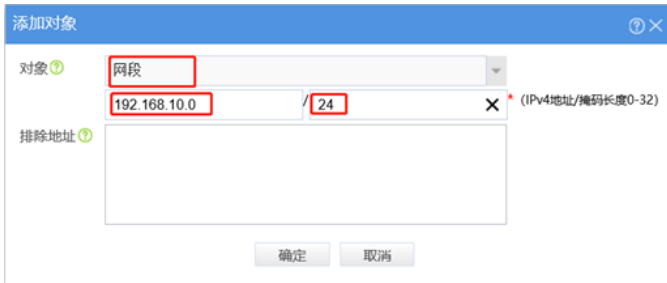 添加对象
对象 网段
192.168.10.0 / 24 * (IPv4地址/掩码长度0-32)
排除地址
确定 取消